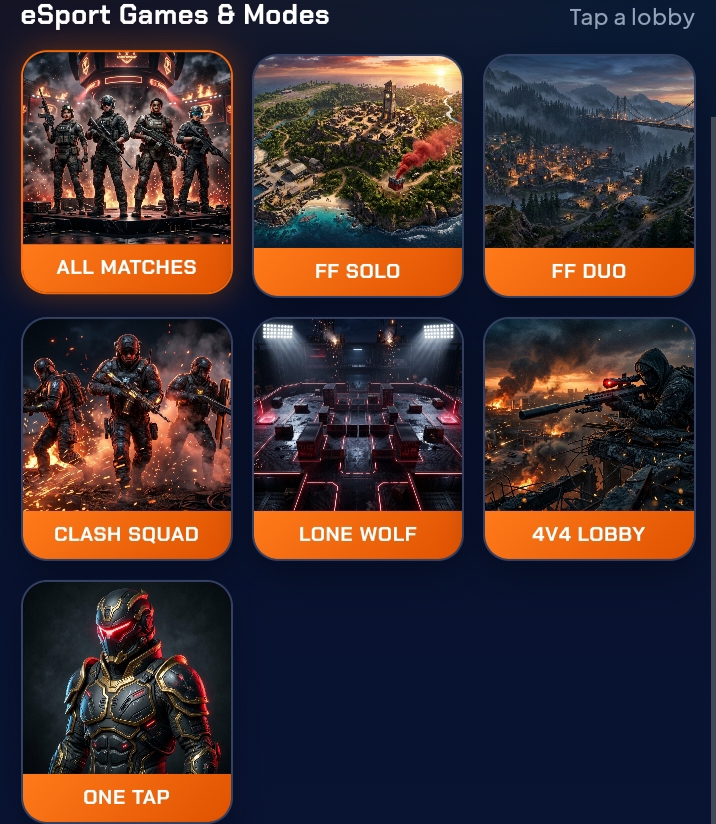 eSport Games & Modes
Tap a lobby
ALL MATCHES
FF SOLO
FF DUO
CLASH SQUAD
LONE WOLF
4V4 LOBBY
ONE TAP